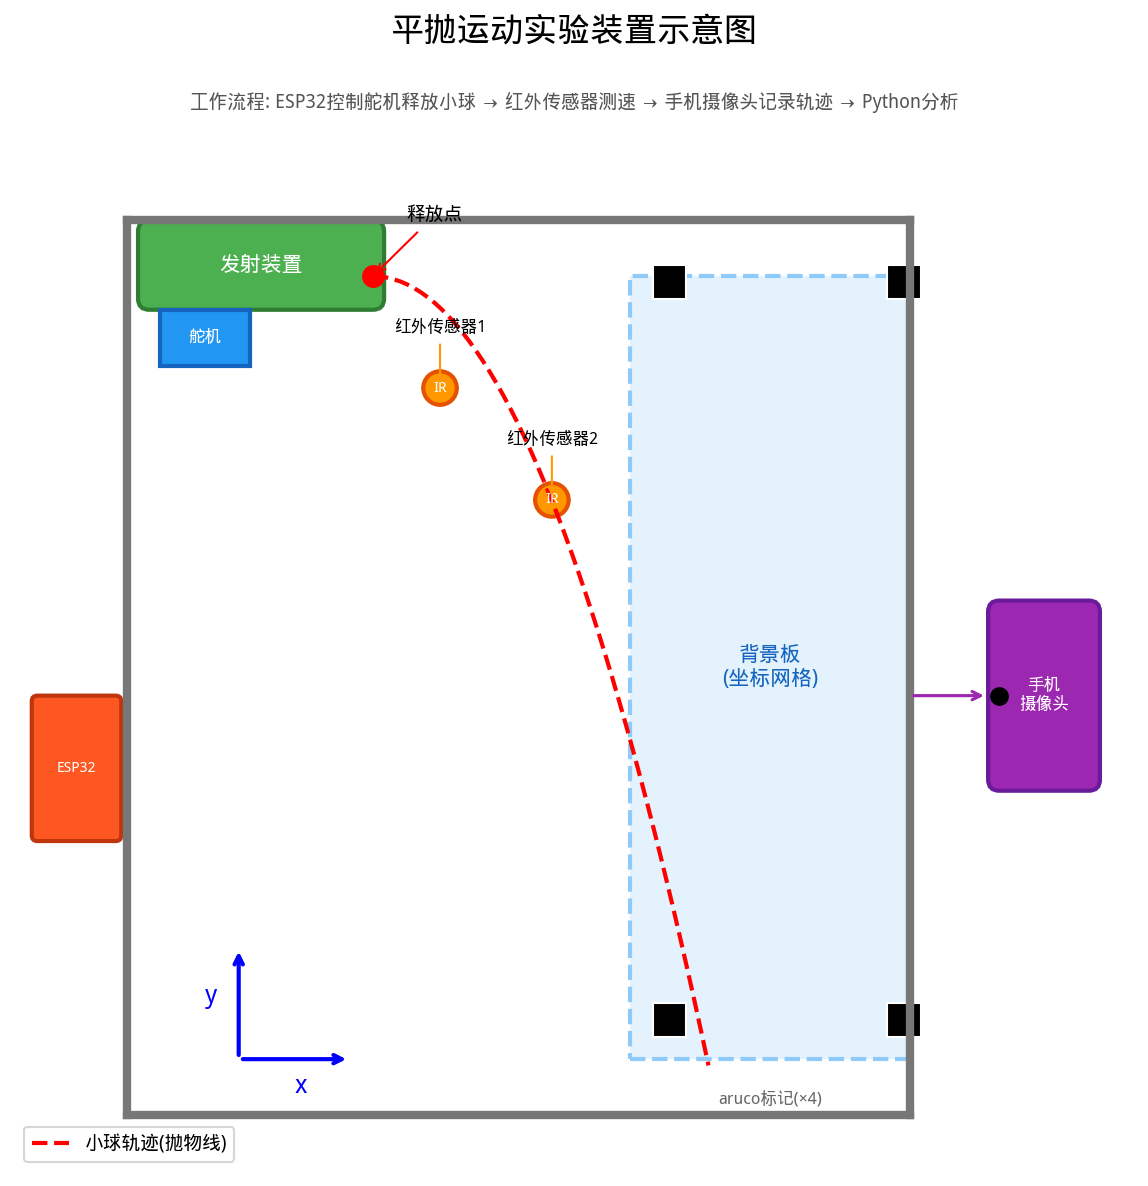 平抛运动实验装置示意图
工作流程: ESP32控制舵机释放小球 → 红外传感器测速 → 手机摄像头记录轨迹 → Python分析
释放点
发射装置
红外传感器1
舵机
IR
红外传感器2
IR
背景板
(坐标网格)
手机
摄像头
ESP32
y
x
aruco标记(×4)
小球轨迹(抛物线)